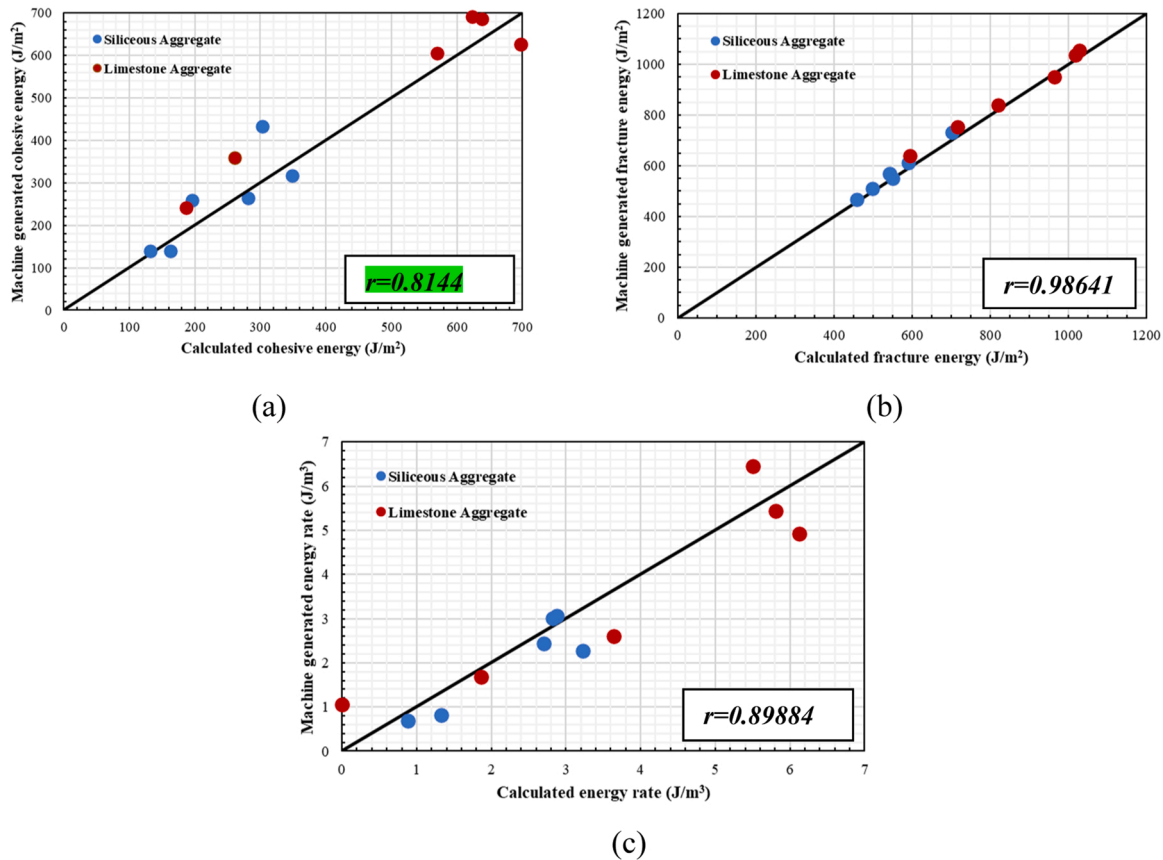 Machine generated cohesive energy (J/m²)
700
600
500
400
300
200
100
0
Siliceous Aggregate
Limestone Aggregate
r=0.8144
0 100 200 300 400 500 600 700
Calculated cohesive energy (J/m²)
(a)
Machine generated fracture energy (J/m²)
1200
1000
800
600
400
200
0
Siliceous Aggregate
Limestone Aggregate
r=0.98641
0 200 400 600 800 1000 1200
Calculated fracture energy (J/m²)
(b)
Machine generated energy rate (J/m³)
7
6
5
4
3
2
1
0
Siliceous Aggregate
Limestone Aggregate
r=0.89884
0 1 2 3 4 5 6 7
Calculated energy rate (J/m³)
(c)